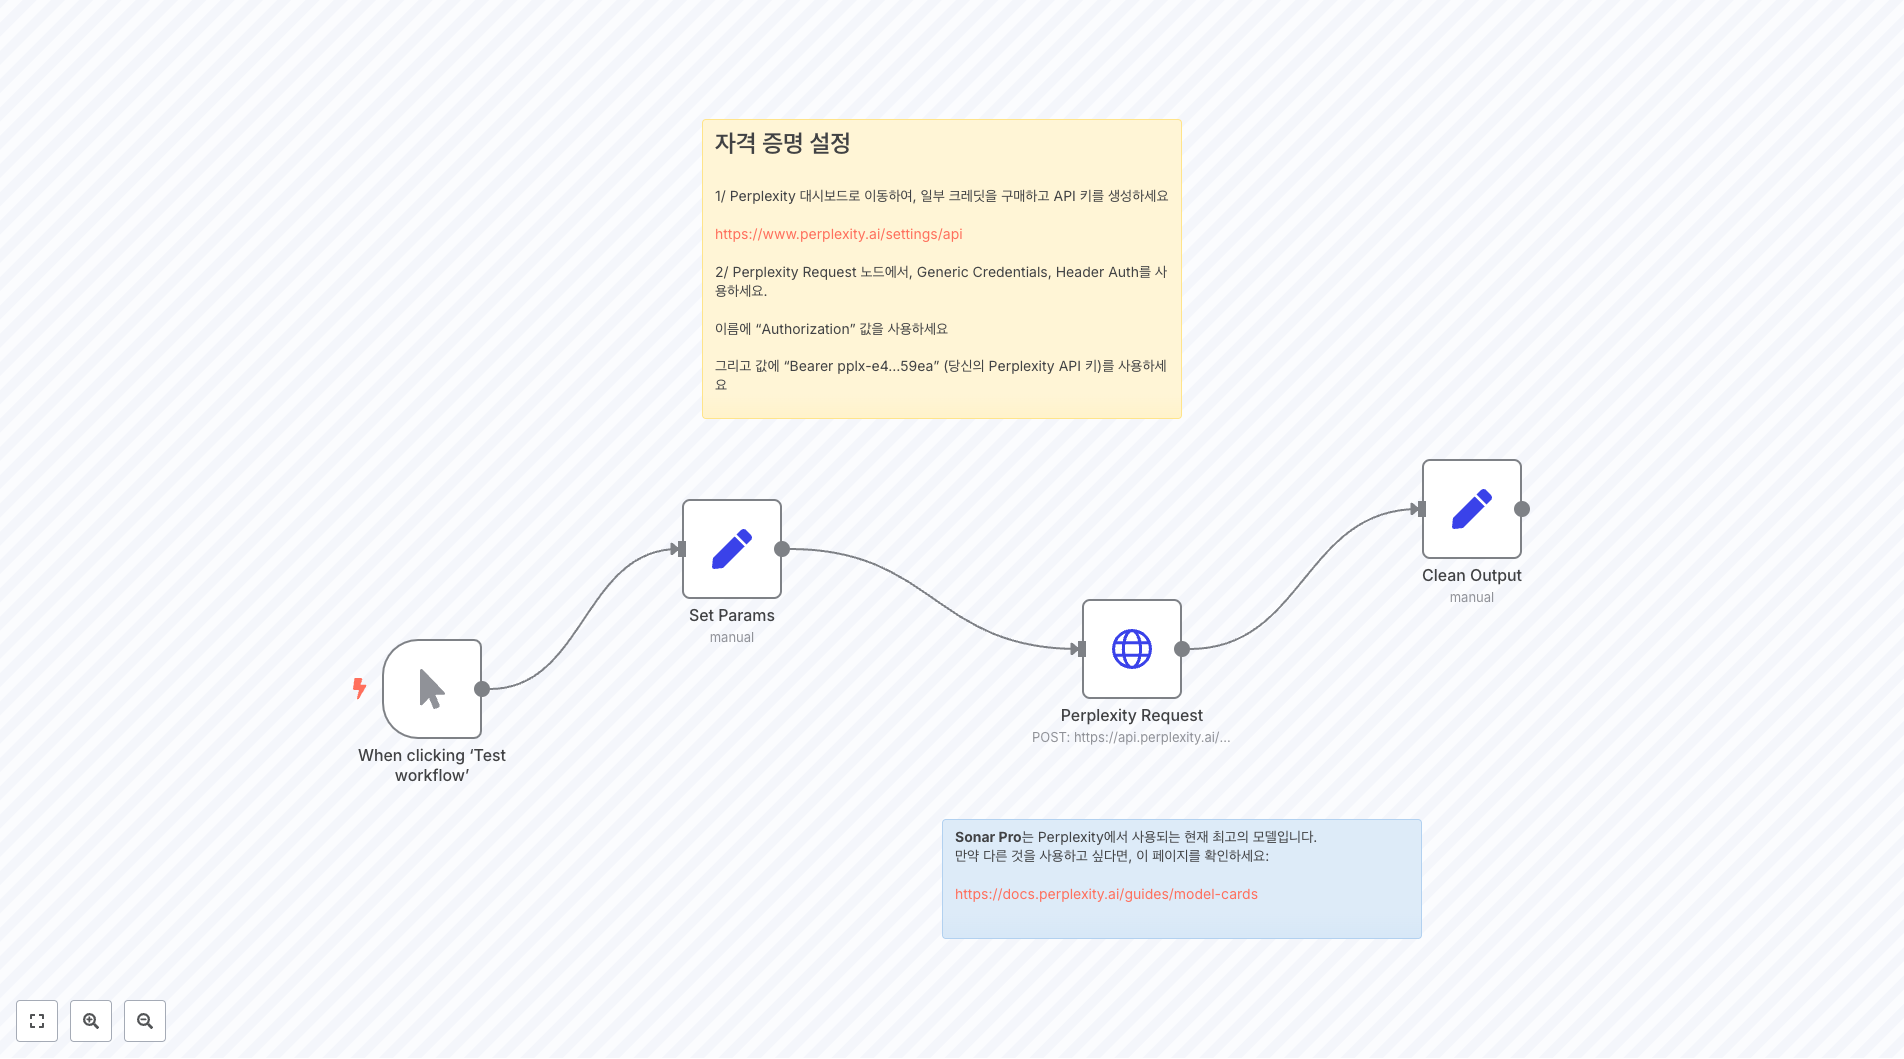 자격 증명 설정
1/ Perplexity 대시보드로 이동하여, 일부 크레딧을 구매하고 API 키를 생성하세요
https://www.perplexity.ai/settings/api
2/ Perplexity Request 노드에서, Generic Credentials, Header Auth를 사
용하세요.
이름에 “Authorization” 값을 사용하세요
그리고 값에 “Bearer pplx-e4...59ea” (당신의 Perplexity API 키)를 사용하세
요
When clicking ‘Test
workflow’
Set Params
manual
Perplexity Request
POST: https://api.perplexity.ai/...
Clean Output
manual
Sonar Pro는 Perplexity에서 사용되는 현재 최고의 모델입니다.
만약 다른 것을 사용하고 싶다면, 이 페이지를 확인하세요:
https://docs.perplexity.ai/guides/model-cards